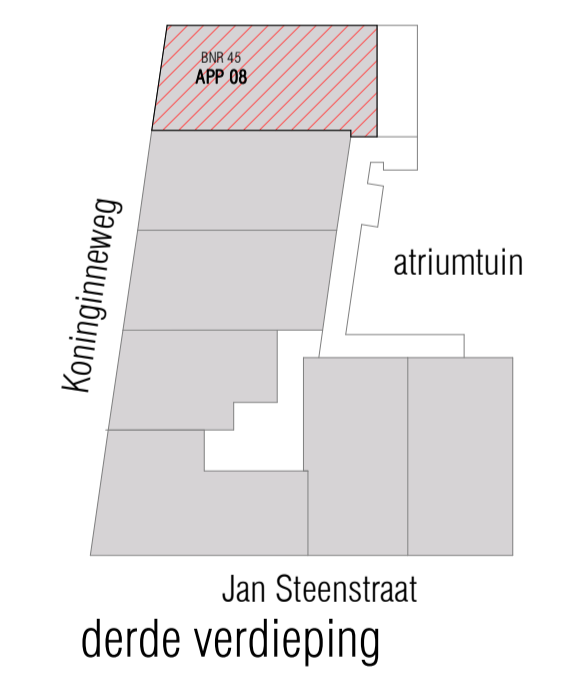 BNR 45
APP 08
Koninginneweg
atriumtuin
Jan Steenstraat
derde verdieping